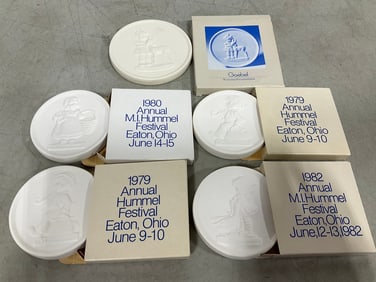 Goebel
1980
Annual
M.I. Hummel
Festival
Eaton, Ohio
June 14-15
1979
Annual
Hummel
Festival
Eaton, Ohio
June 9-10
1979
Annual
Hummel
Festival
Eaton, Ohio
June 9-10
1982
Annual
M.I. Hummel
Festival
Eaton, Ohio
June, 12-13, 1982